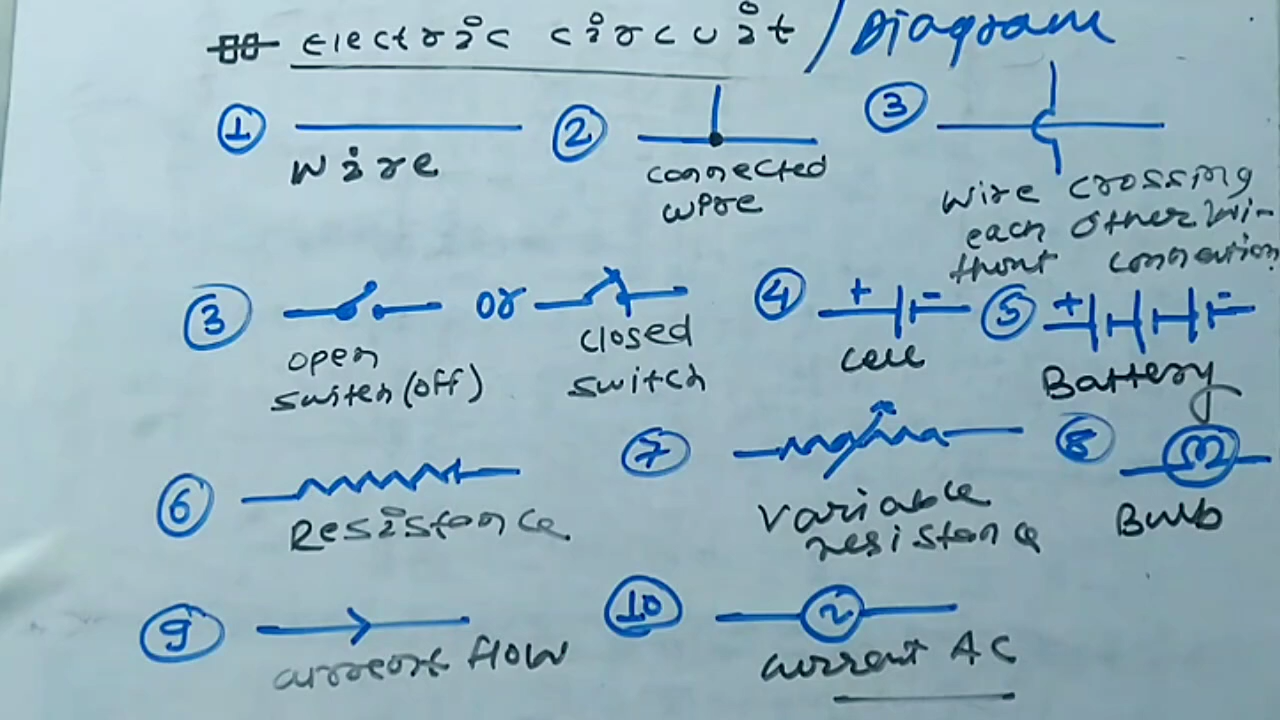 Electric circuit / Diagram
1
wire
2
connected
wire
3
wire crossing
each other wi-
thout connection
3
open
switch (off)
or
closed
switch
4
+ -
cell
5
+ -
Battery
6
Resistance
7
variable
resistance
8
Bulb
9
current flow
10
current AC